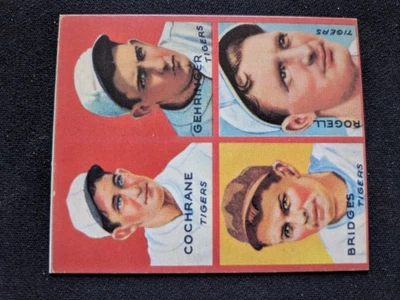 GEHRINGER
TIGERS
TIGERS
ROGELL
COCHRANE
TIGERS
BRIDGES
TIGERS